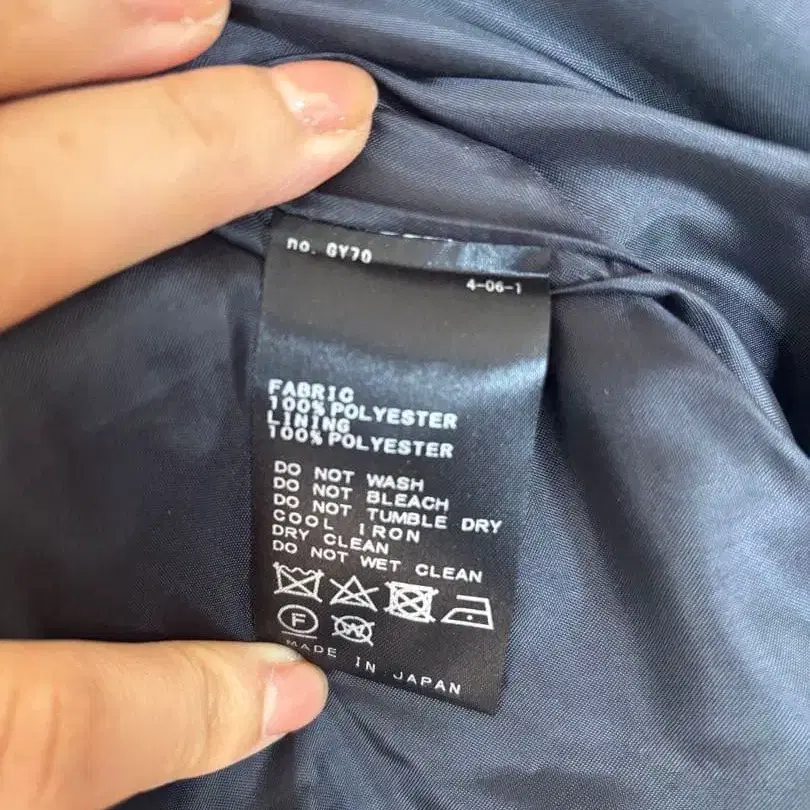 no. GY70
4-06-1
FABRIC
100% POLYESTER
LINING
100% POLYESTER
DO NOT WASH
DO NOT BLEACH
DO NOT TUMBLE DRY
COOL IRON
DRY CLEAN
DO NOT WET CLEAN
F W
MADE IN JAPAN